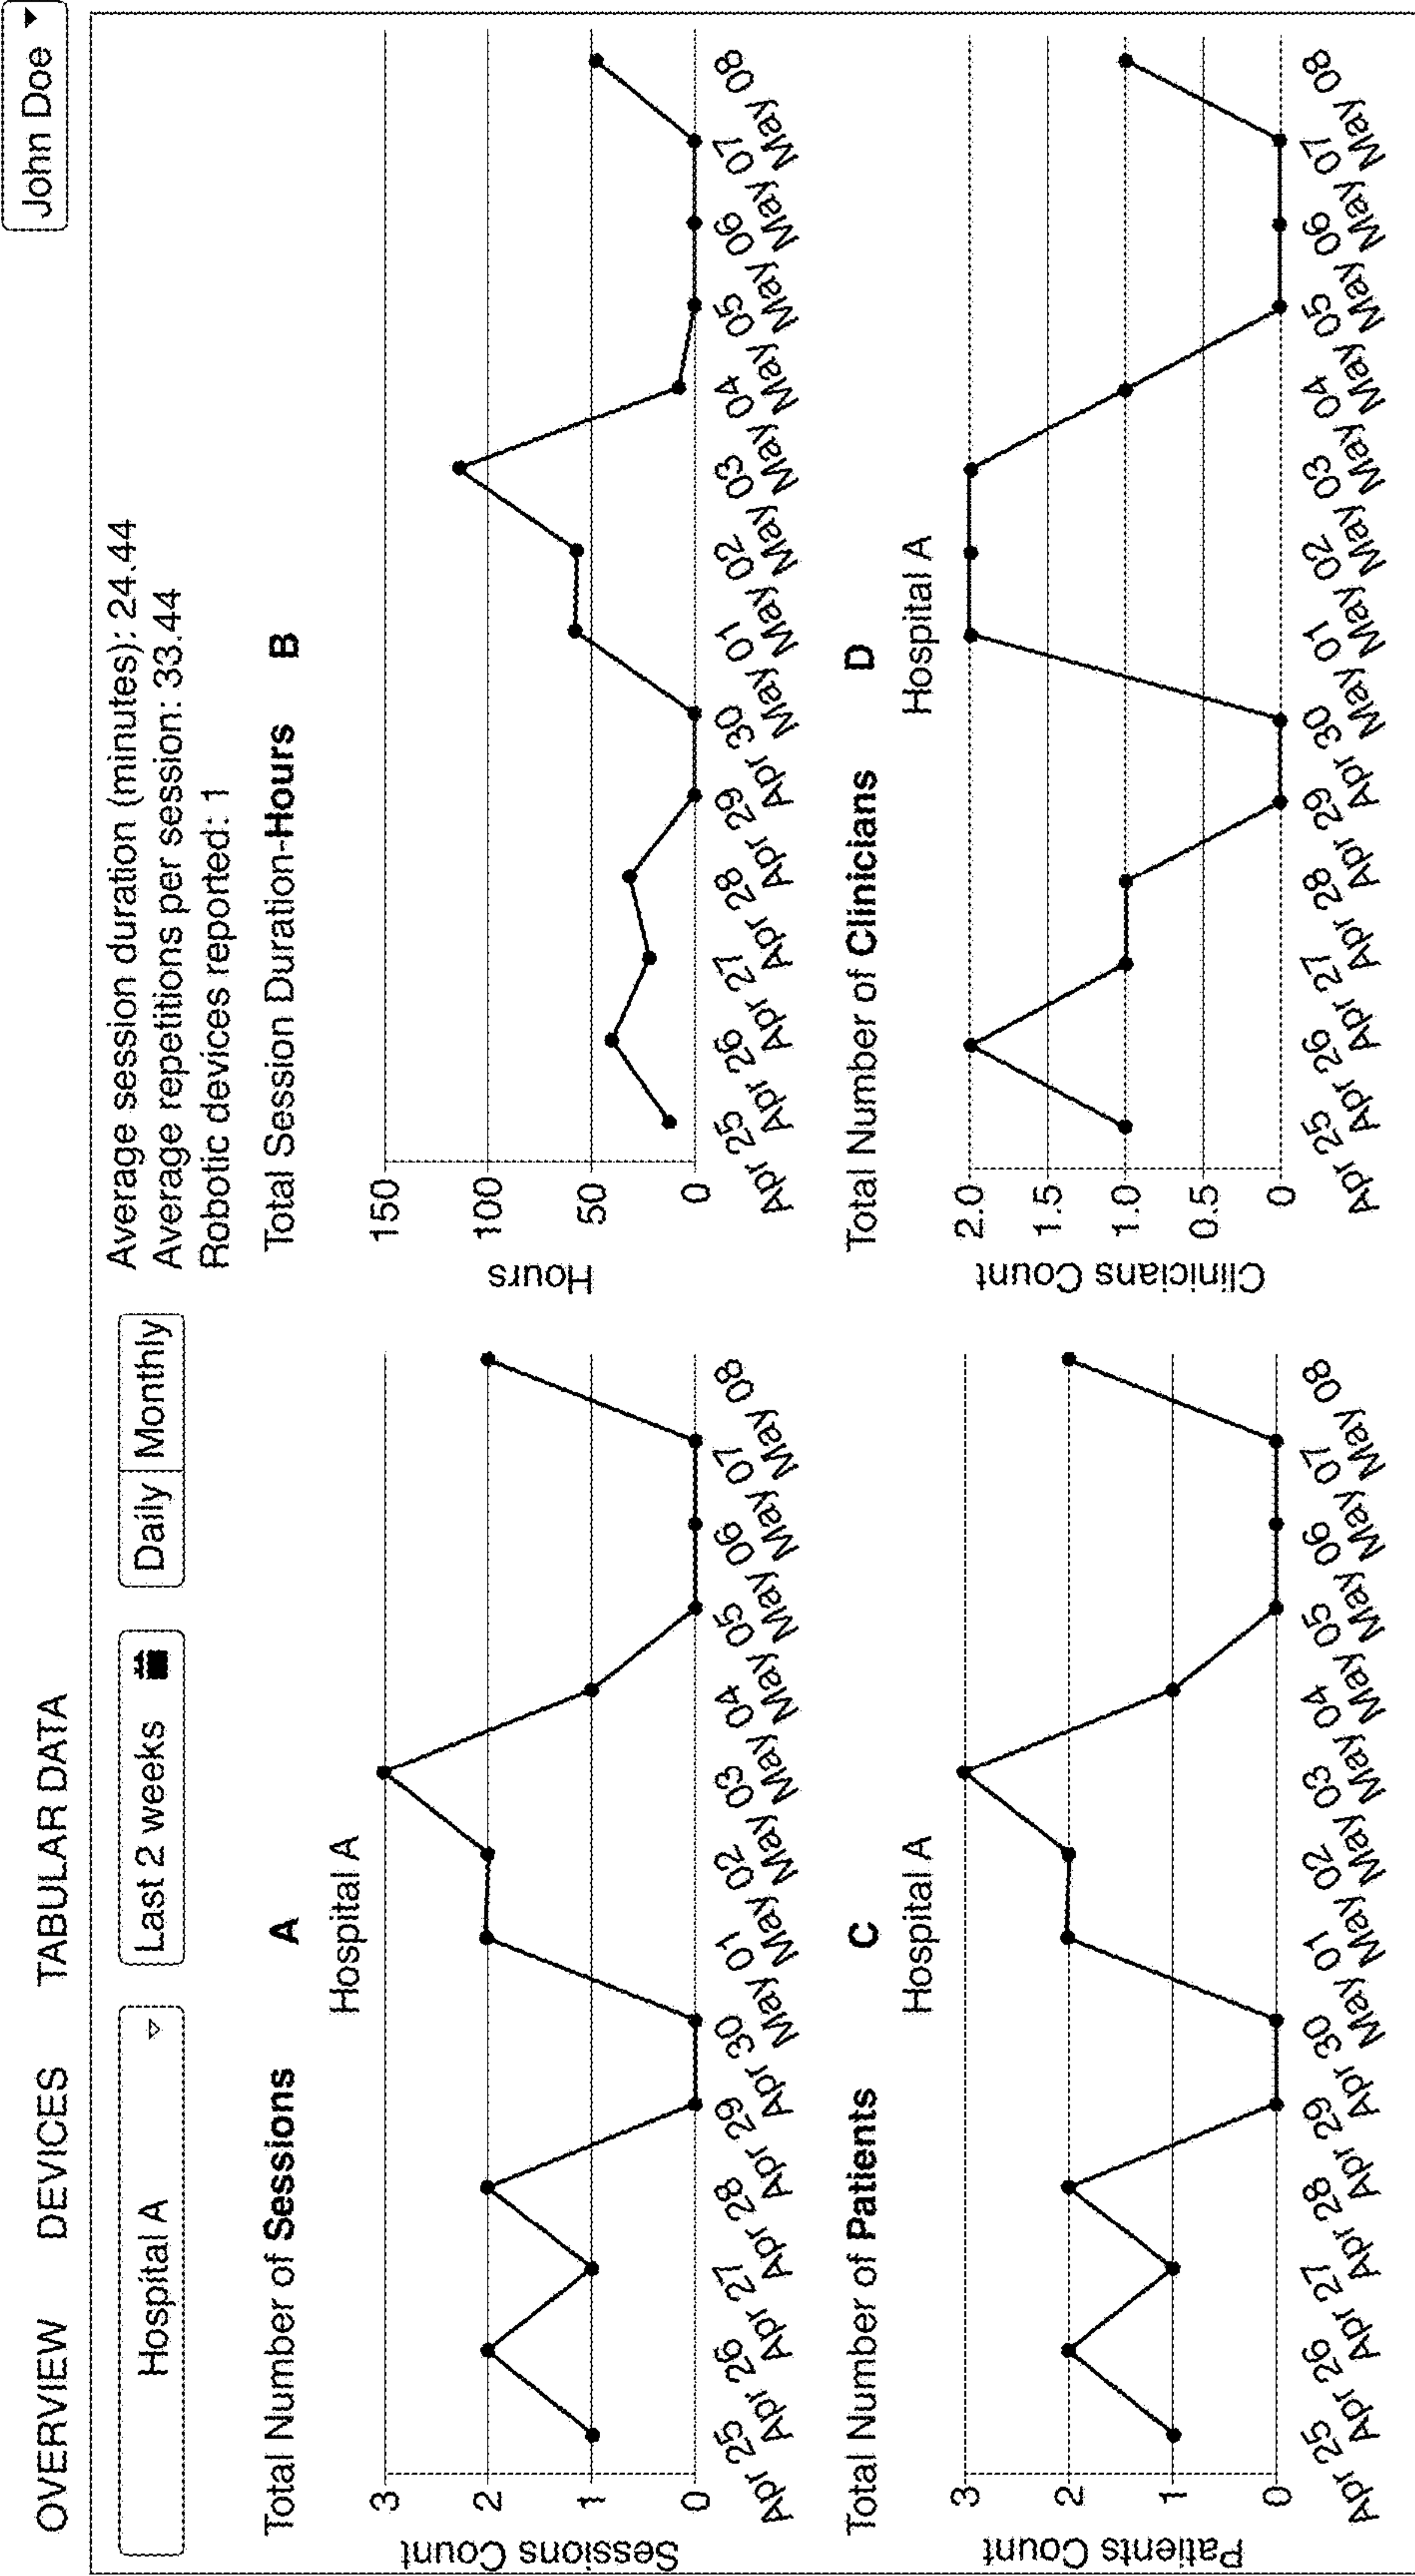 John Doe
OVERVIEW DEVICES TABULAR DATA
Hospital A Last 2 weeks Daily Monthly
Average session duration (minutes): 24.44
Average repetitions per session: 33.44
Robotic devices reported: 1
Total Number of Sessions A
Hospital A
Sessions Count
3
2
1
0
Apr 25 Apr 26 Apr 27 Apr 28 Apr 29 Apr 30 May 01 May 02 May 03 May 04 May 05 May 06 May 07 May 08
Total Session Duration-Hours B
Hours
150
100
50
0
Apr 25 Apr 26 Apr 27 Apr 28 Apr 29 Apr 30 May 01 May 02 May 03 May 04 May 05 May 06 May 07 May 08
Total Number of Patients C
Hospital A
Patients Count
3
2
1
0
Apr 25 Apr 26 Apr 27 Apr 28 Apr 29 Apr 30 May 01 May 02 May 03 May 04 May 05 May 06 May 07 May 08
Total Number of Clinicians D
Hospital A
Clinicians Count
2.0
1.5
1.0
0.5
0
Apr 25 Apr 26 Apr 27 Apr 28 Apr 29 Apr 30 May 01 May 02 May 03 May 04 May 05 May 06 May 07 May 08